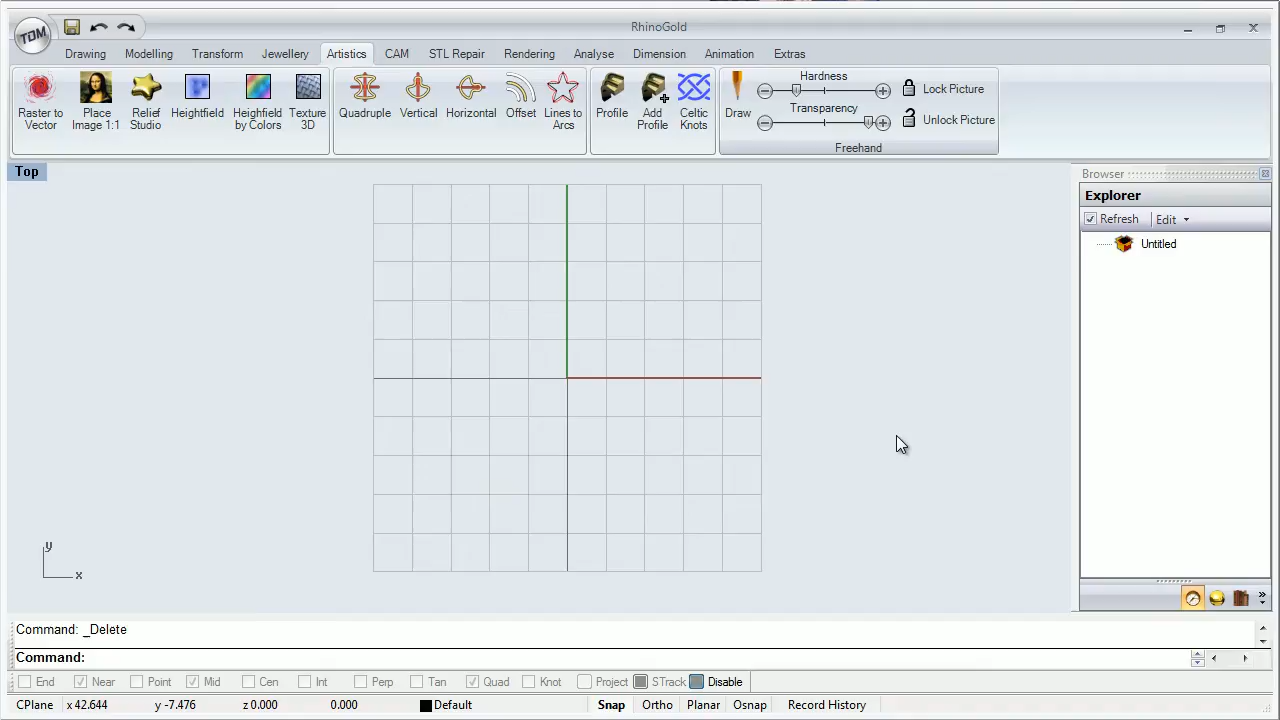 RhinoGold
TDM
Drawing Modelling Transform Jewellery Artistics CAM STL Repair Rendering Analyse Dimension Animation Extras
Raster to Vector
Place Image 1:1
Relief Studio
Heightfield
Heightfield by Colors
Texture 3D
Quadruple
Vertical
Horizontal
Offset
Lines to Arcs
Profile
Add Profile
Celtic Knots
Draw
Hardness
Transparency
Lock Picture
Unlock Picture
Freehand
Top
Browser
Explorer
Refresh Edit
Untitled
y
x
Command: _Delete
Command:
End Near Point Mid Cen Int Perp Tan Quad Knot Project STrack Disable
CPlane x 42.644 y -7.476 z 0.000 0.000 Default Snap Ortho Planar Osnap Record History